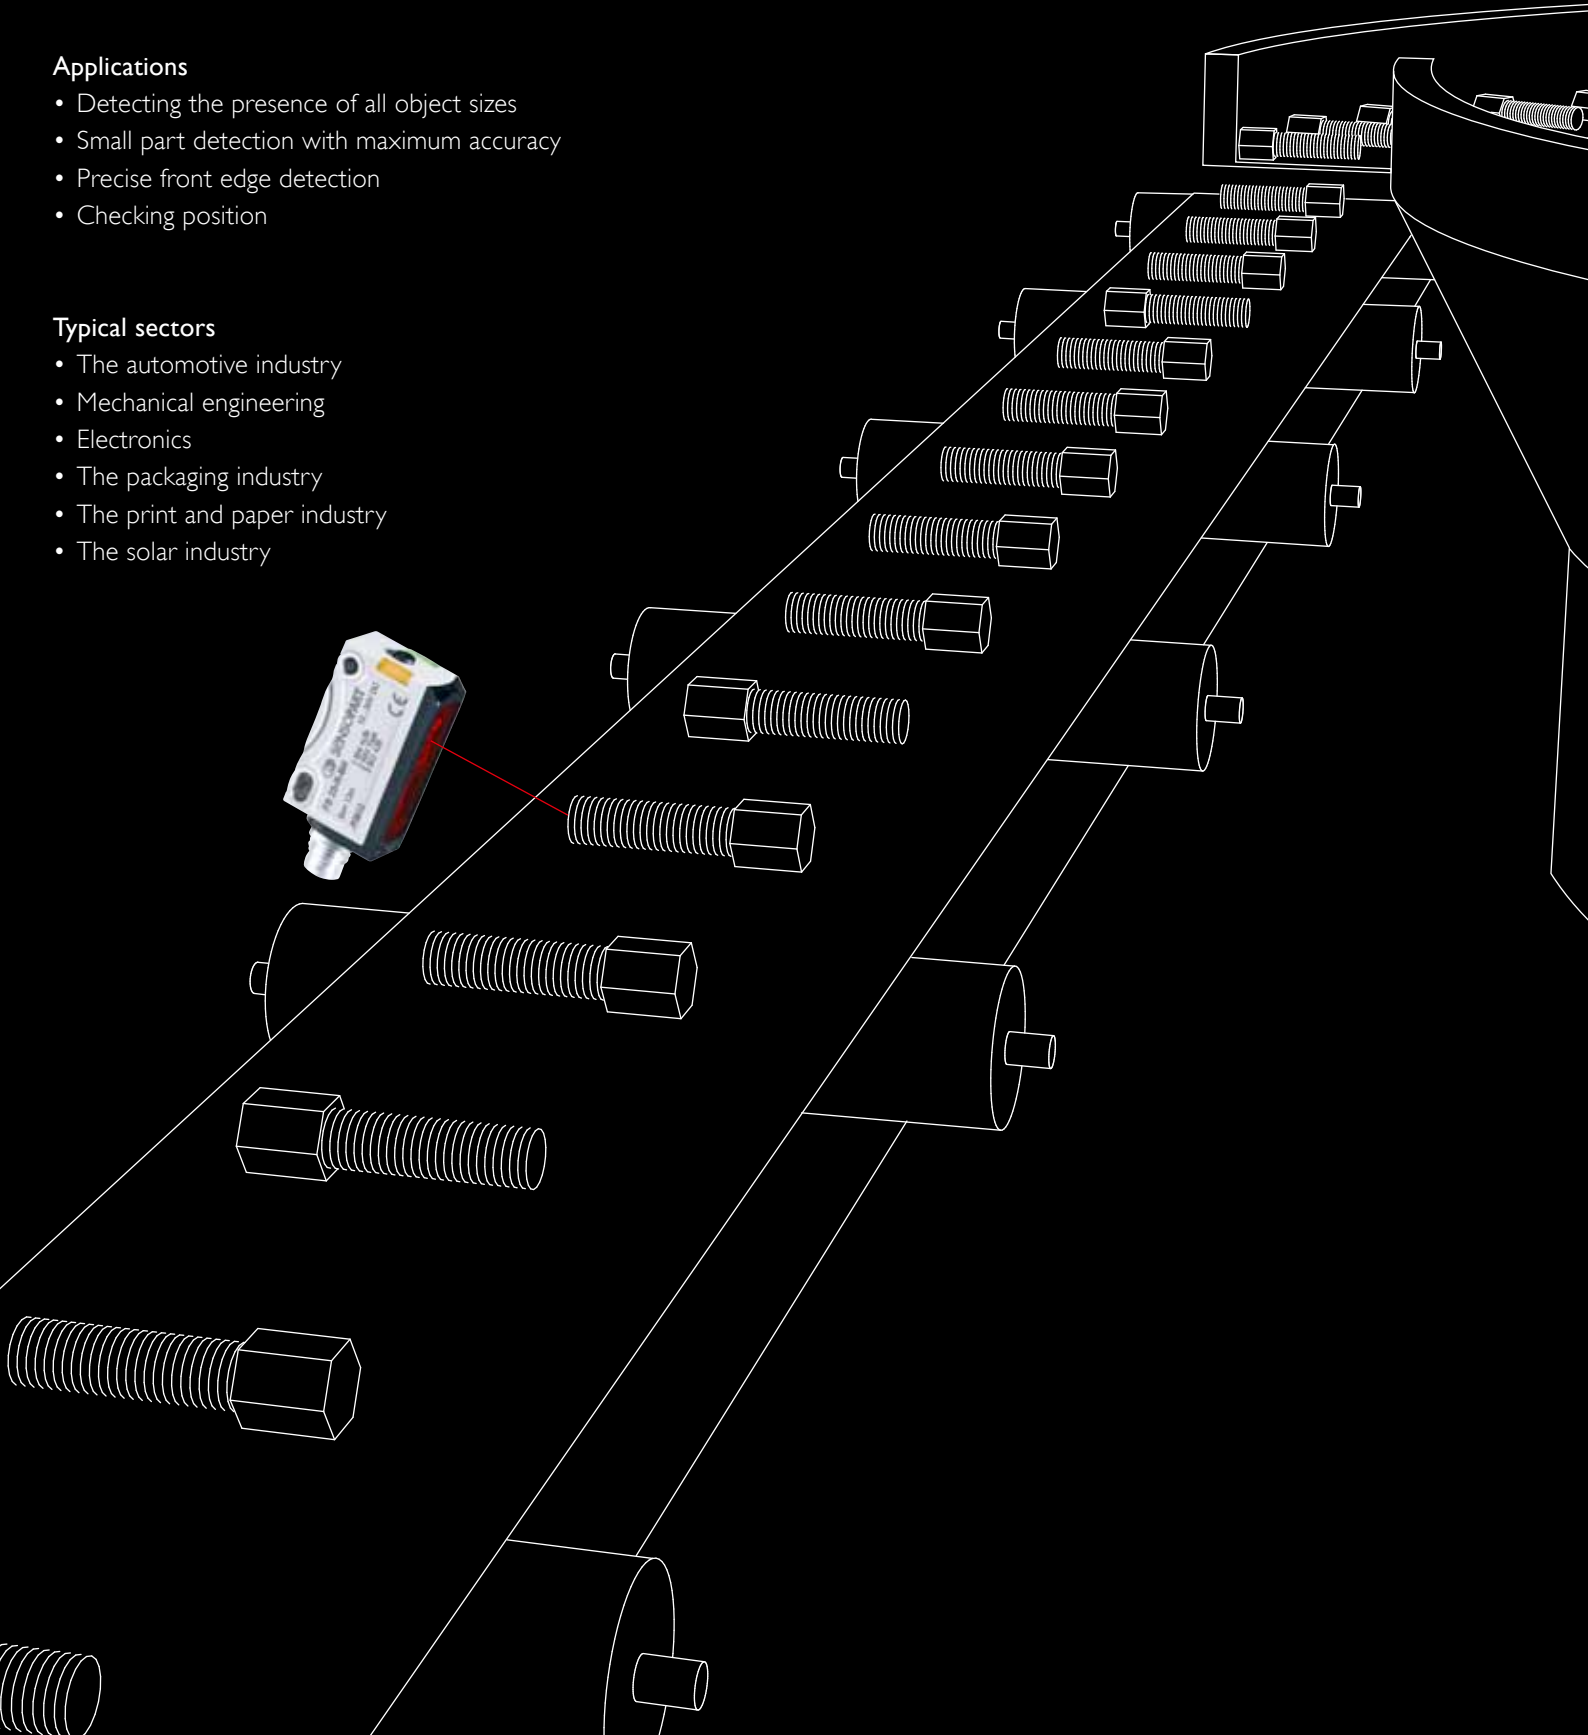 Applications
• Detecting the presence of all object sizes
• Small part detection with maximum accuracy
• Precise front edge detection
• Checking position
Typical sectors
• The automotive industry
• Mechanical engineering
• Electronics
• The packaging industry
• The print and paper industry
• The solar industry
SENSOPART
CE